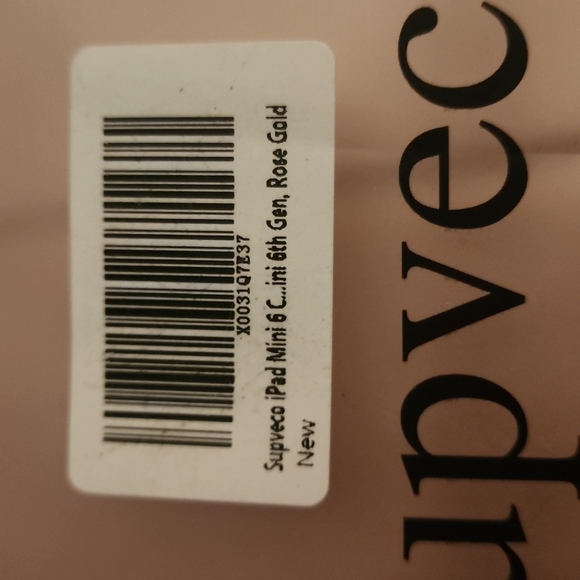 X0031Q7E37
Supveco iPad Mini 6 C...ini 6th Gen, Rose Gold
New
upvec